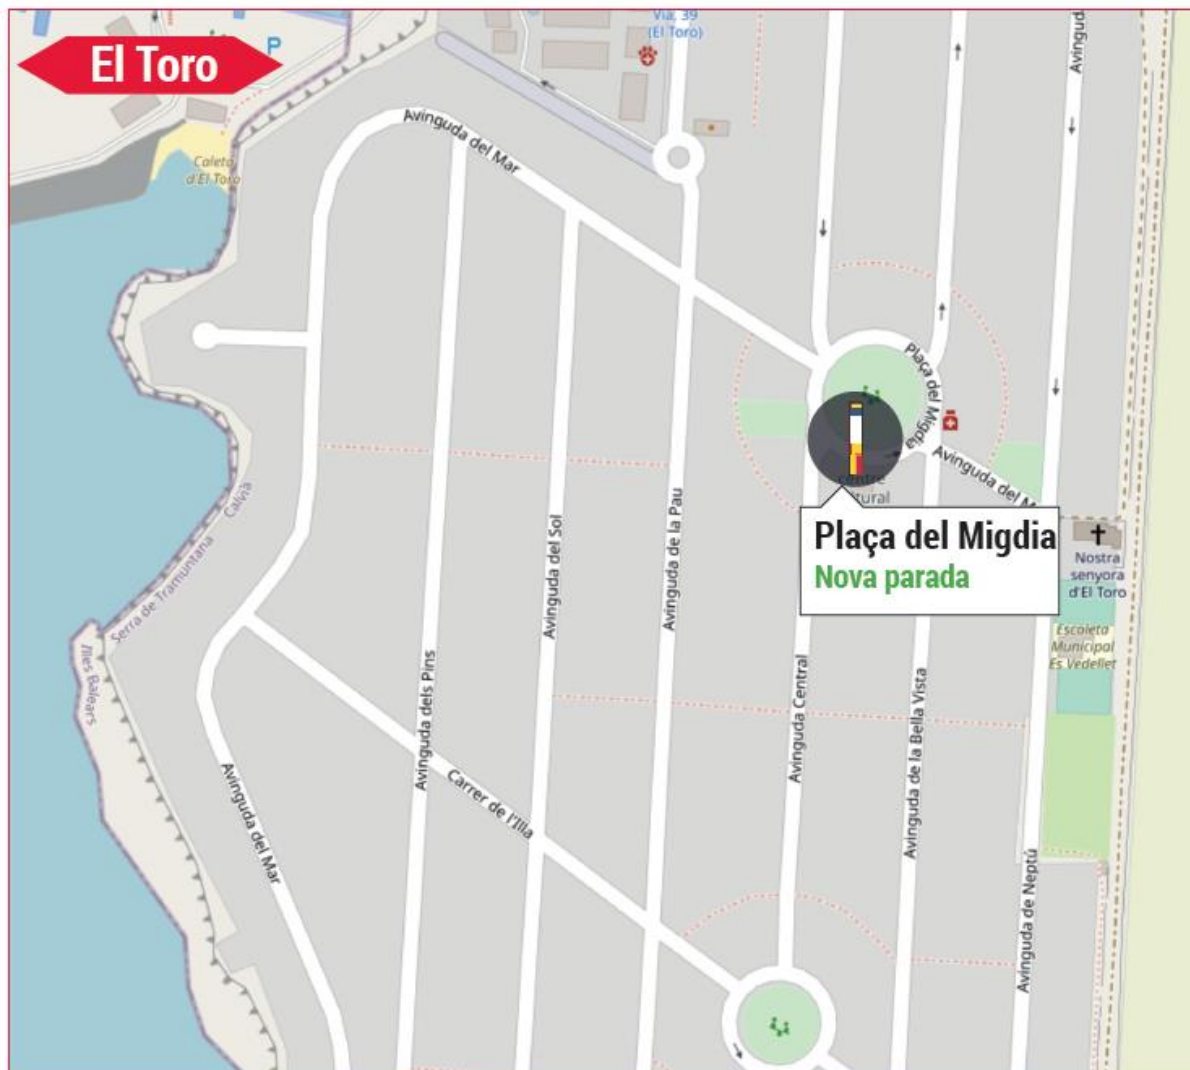 Via, 39
(El Toro)
El Toro
P
Avinguda del Mar
Caleta
d'El Toro
Plaça del Migdia
Avinguda del M
centre
Plaça del Migdia
Nova parada
Nostra
senyora
d'El Toro
Escoleta
Municipal
Es Vedellet
Calvià
Serra de Tramuntana
Illes Balears
Avinguda del Sol
Avinguda de la Pau
Avinguda dels Pins
Avinguda Central
Avinguda de la Bella Vista
Carrer de l'Illa
Avinguda del Mar
Avinguda de Neptú